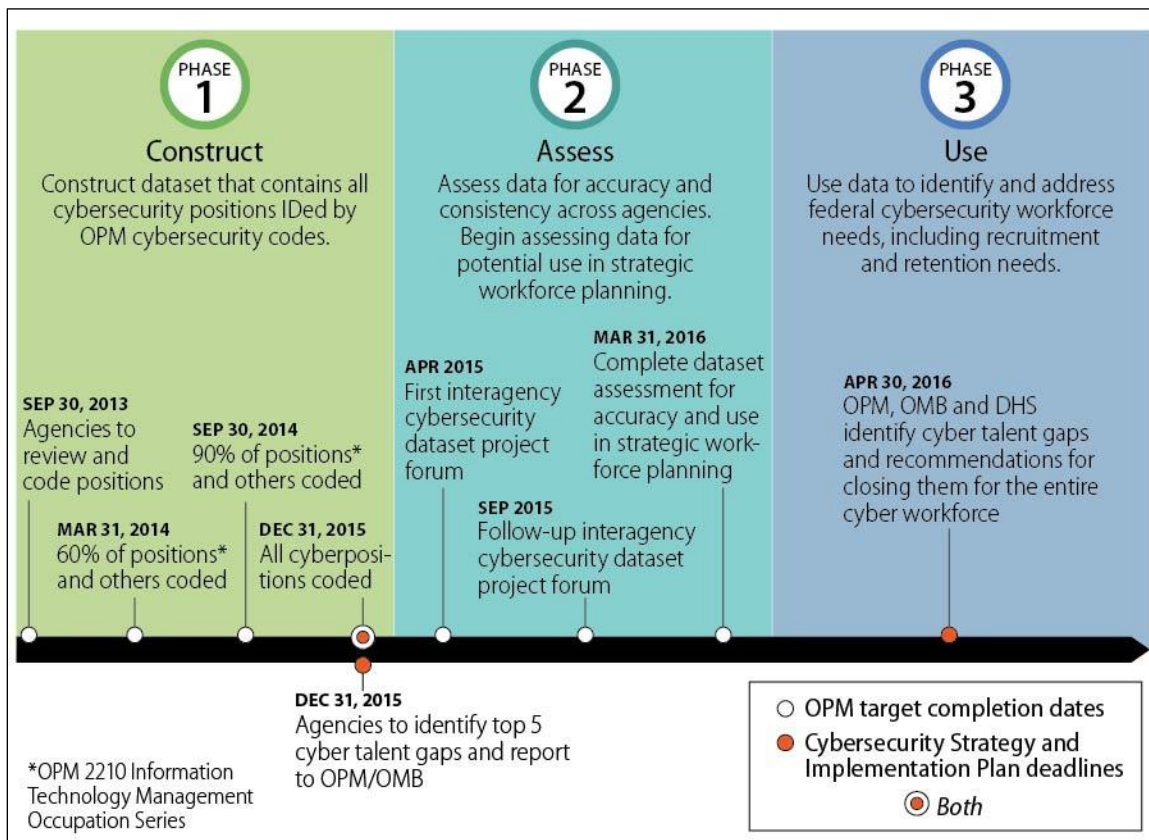 PHASE
1
Construct
Construct dataset that contains all
cybersecurity positions IDed by
OPM cybersecurity codes.
SEP 30, 2013
Agencies to
review and
code positions
MAR 31, 2014
60% of positions*
and others coded
SEP 30, 2014
90% of positions*
and others coded
DEC 31, 2015
All cyberposi-
tions coded
PHASE
2
Assess
Assess data for accuracy and
consistency across agencies.
Begin assessing data for
potential use in strategic
workforce planning.
APR 2015
First interagency
cybersecurity
dataset project
forum
SEP 2015
Follow-up interagency
cybersecurity dataset
project forum
MAR 31, 2016
Complete dataset
assessment for
accuracy and use
in strategic work-
force planning
PHASE
3
Use
Use data to identify and address
federal cybersecurity workforce
needs, including recruitment
and retention needs.
APR 30, 2016
OPM, OMB and DHS
identify cyber talent gaps
and recommendations for
closing them for the entire
cyber workforce
DEC 31, 2015
Agencies to identify top 5
cyber talent gaps and report
to OPM/OMB
*OPM 2210 Information
Technology Management
Occupation Series
OPM target completion dates
Cybersecurity Strategy and
Implementation Plan deadlines
Both